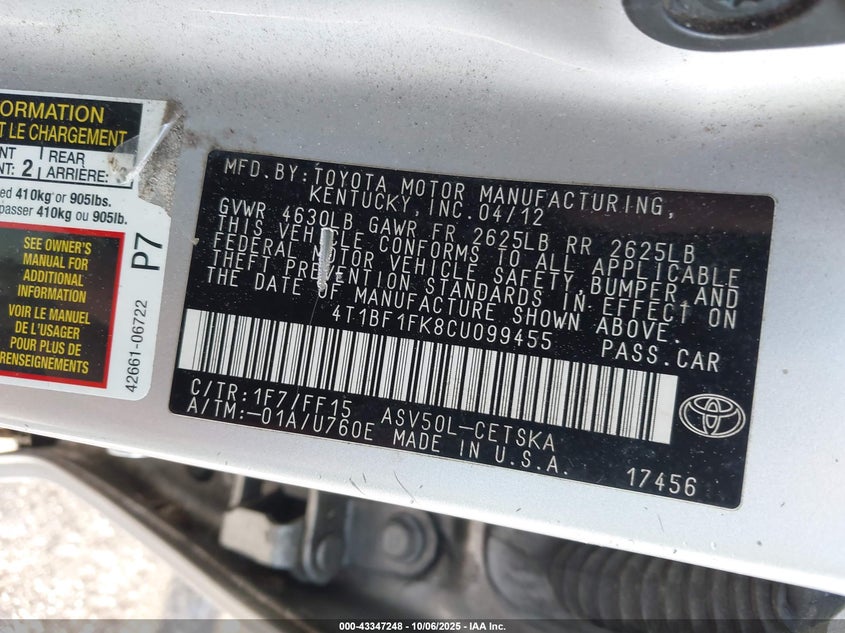 ORMATION
T LE CHARGEMENT
NT REAR
NT: 2 ARRIÈRE:
ed 410kg or 905lbs.
passer 410kg ou 905lb.
SEE OWNER'S
MANUAL FOR
ADDITIONAL
INFORMATION
VOIR LE MANUEL
DE L'USAGER
POUR PLUS DE
RENSEIGNEMENTS
P7
42661-06722
MFD.BY:TOYOTA MOTOR MANUFACTURING,
KENTUCKY,INC.04/12
GVWR 4630LB GAWR FR 2625LB RR 2625LB
THIS VEHICLE CONFORMS TO ALL APPLICABLE
FEDERAL MOTOR VEHICLE SAFETY,BUMPER AND
THEFT PREVENTION STANDARDS IN EFFECT ON
THE DATE OF MANUFACTURE SHOWN ABOVE.
4T1BF1FK8CU099455 PASS.CAR
C/TR:1F7/FF15 ASV50L-CETSKA
A/TM:-01A/U760E MADE IN U.S.A.
17456
000-43347248 - 10/06/2025 - IAA Inc.